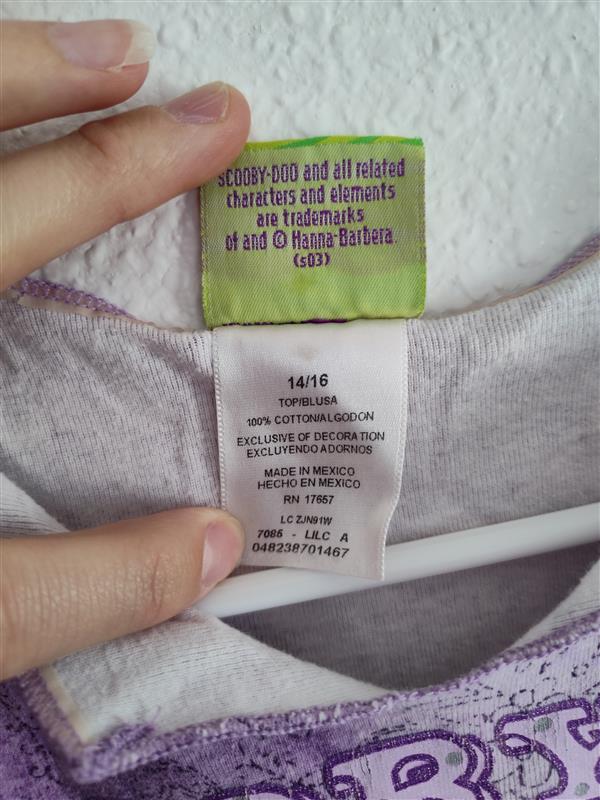 SCOOBY-DOO and all related
characters and elements
are trademarks
of and © Hanna-Barbera.
(s03)
14/16
TOP/BLUSA
100% COTTON/ALGODON
EXCLUSIVE OF DECORATION
EXCLUYENDO ADORNOS
MADE IN MEXICO
HECHO EN MEXICO
RN 17657
LC ZJN91W
7085 - LILC A
048238701467